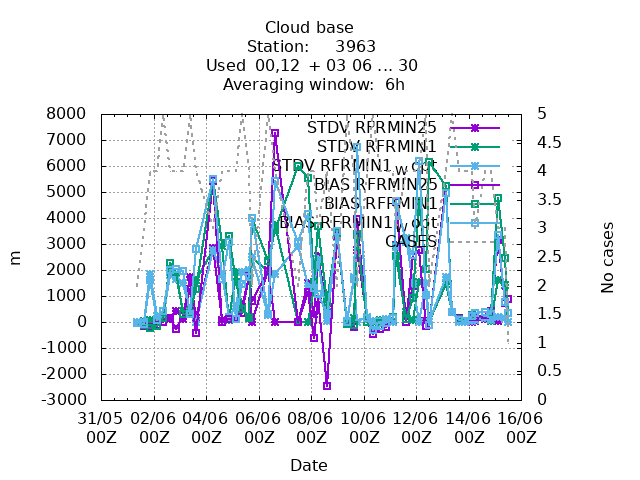 Cloud base
Station: 3963
Used 00,12 + 03 06 ... 30
Averaging window: 6h
8000
7000
6000
5000
4000
3000
2000
1000
0
-1000
-2000
-3000
m
5
4.5
4
3.5
3
2.5
2
1.5
1
0.5
0
No cases
STDV RFRMIN25
STDV RFRMIN1
STDV RFRMIN1_wopt
BIAS RFRMIN25
BIAS RFRMIN1
BIAS RFRMIN1_wopt
CASES
31/05 02/06 04/06 06/06 08/06 10/06 12/06 14/06 16/06
00Z 00Z 00Z 00Z 00Z 00Z 00Z 00Z 00Z
Date